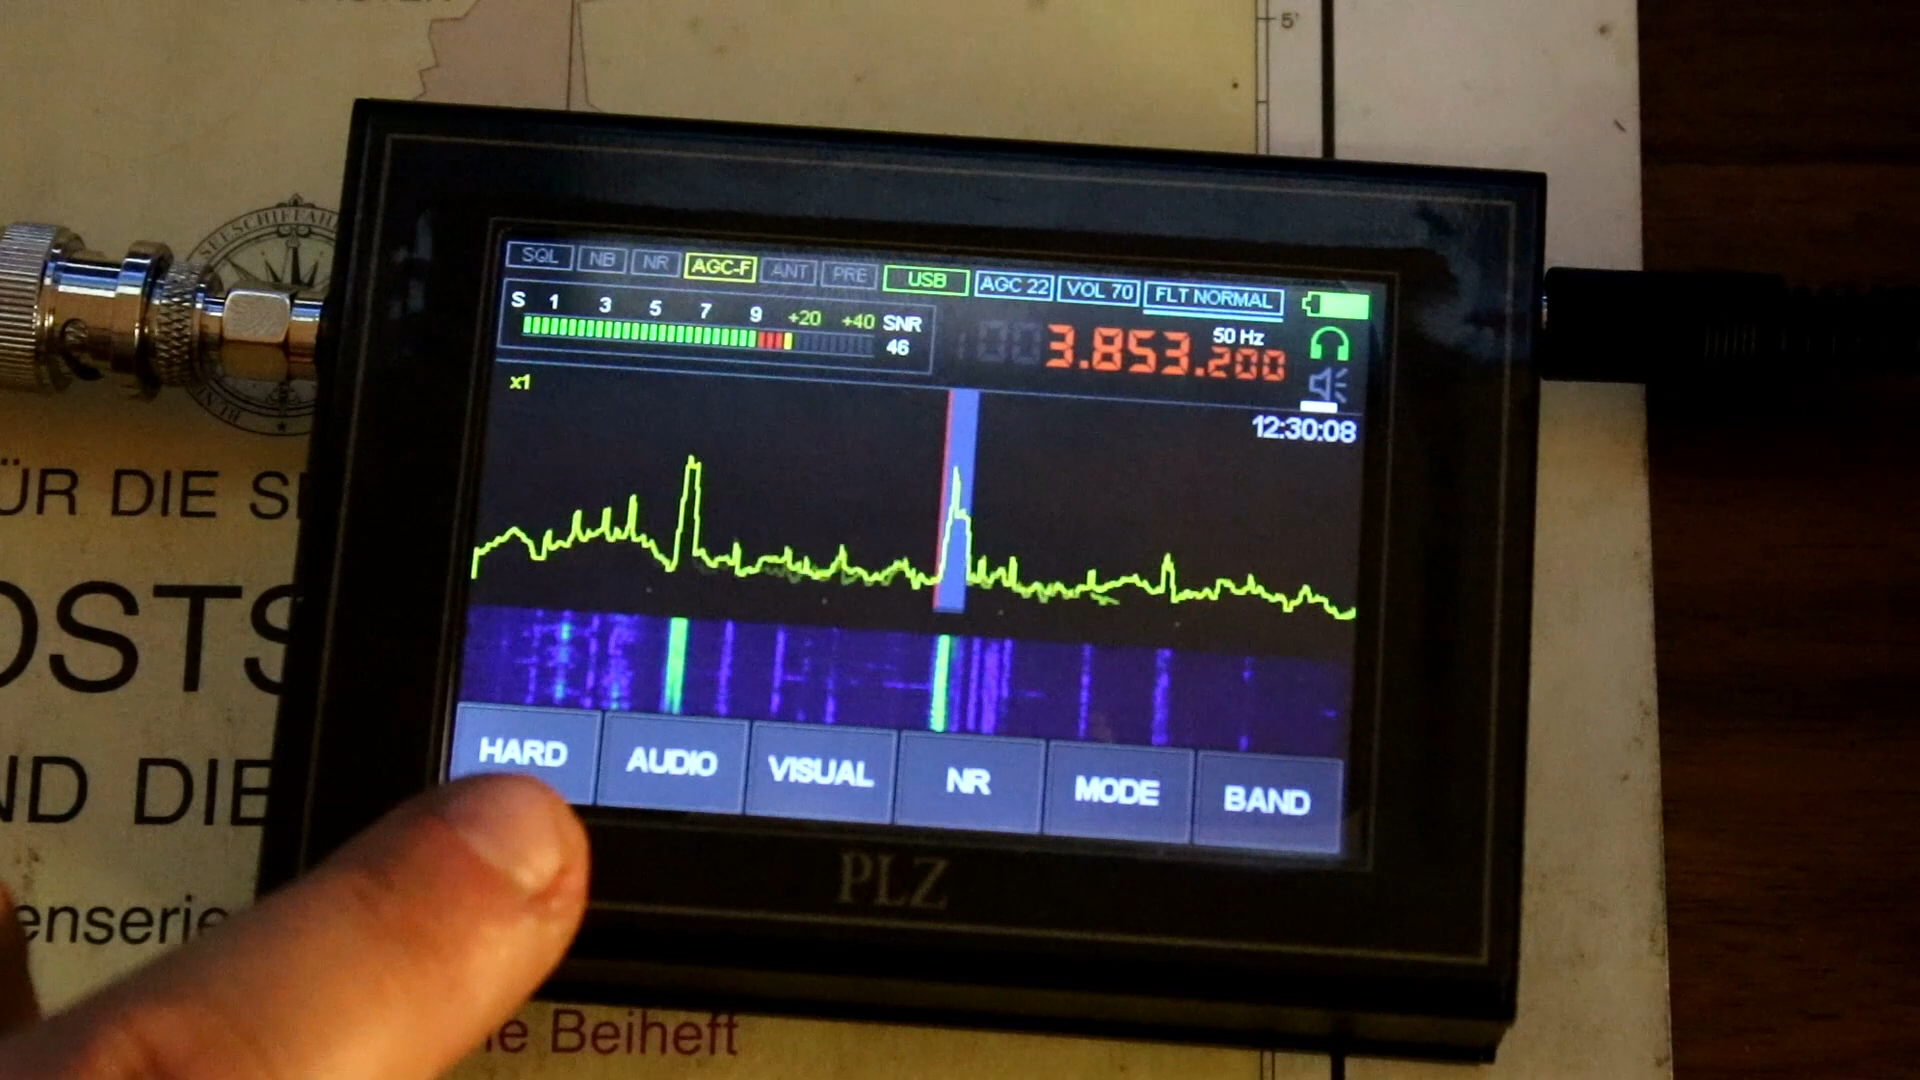 5'
SEESCHIFFAH
SQL NB NR AGC-F ANT PRE USB AGC 22 VOL 70 FLT NORMAL
S 1 3 5 7 9 +20 +40 SNR
46
50 Hz
3.853.200
x1
12:30:08
ÜR DIE S
OSTS
ND DIE
HARD AUDIO VISUAL NR MODE BAND
PLZ
enserie
e Beiheft